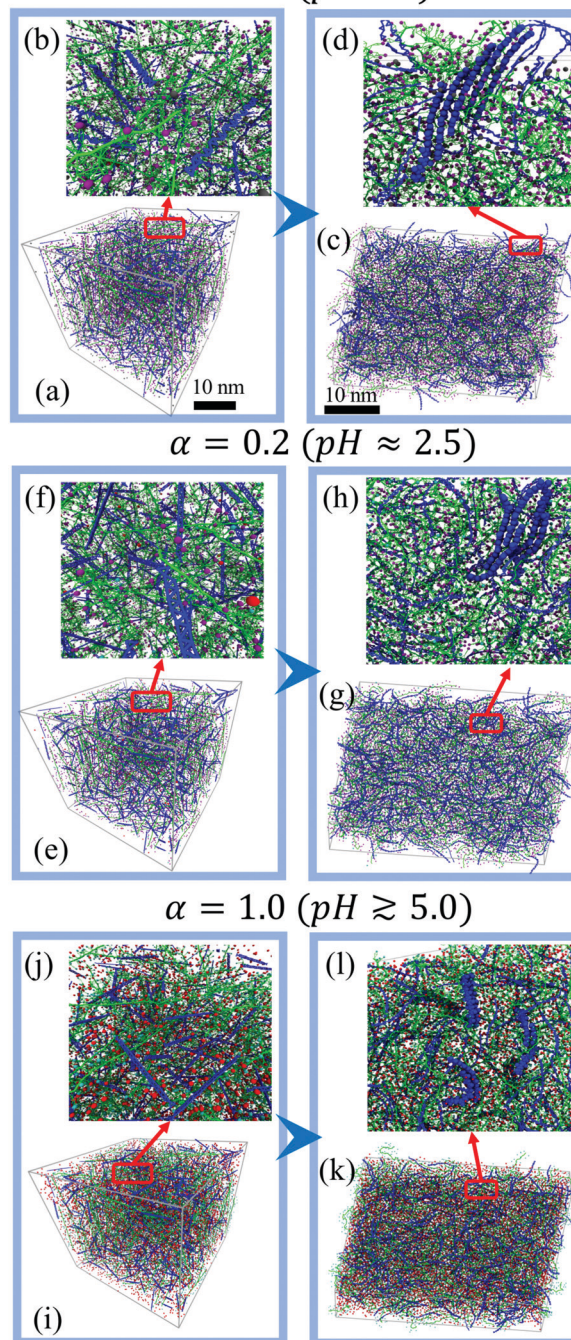 (b)
(d)
(c)
(a)
10 nm
10 nm
α = 0.2 (pH ≈ 2.5)
(f)
(h)
(g)
(e)
α = 1.0 (pH ≳ 5.0)
(j)
(l)
(k)
(i)